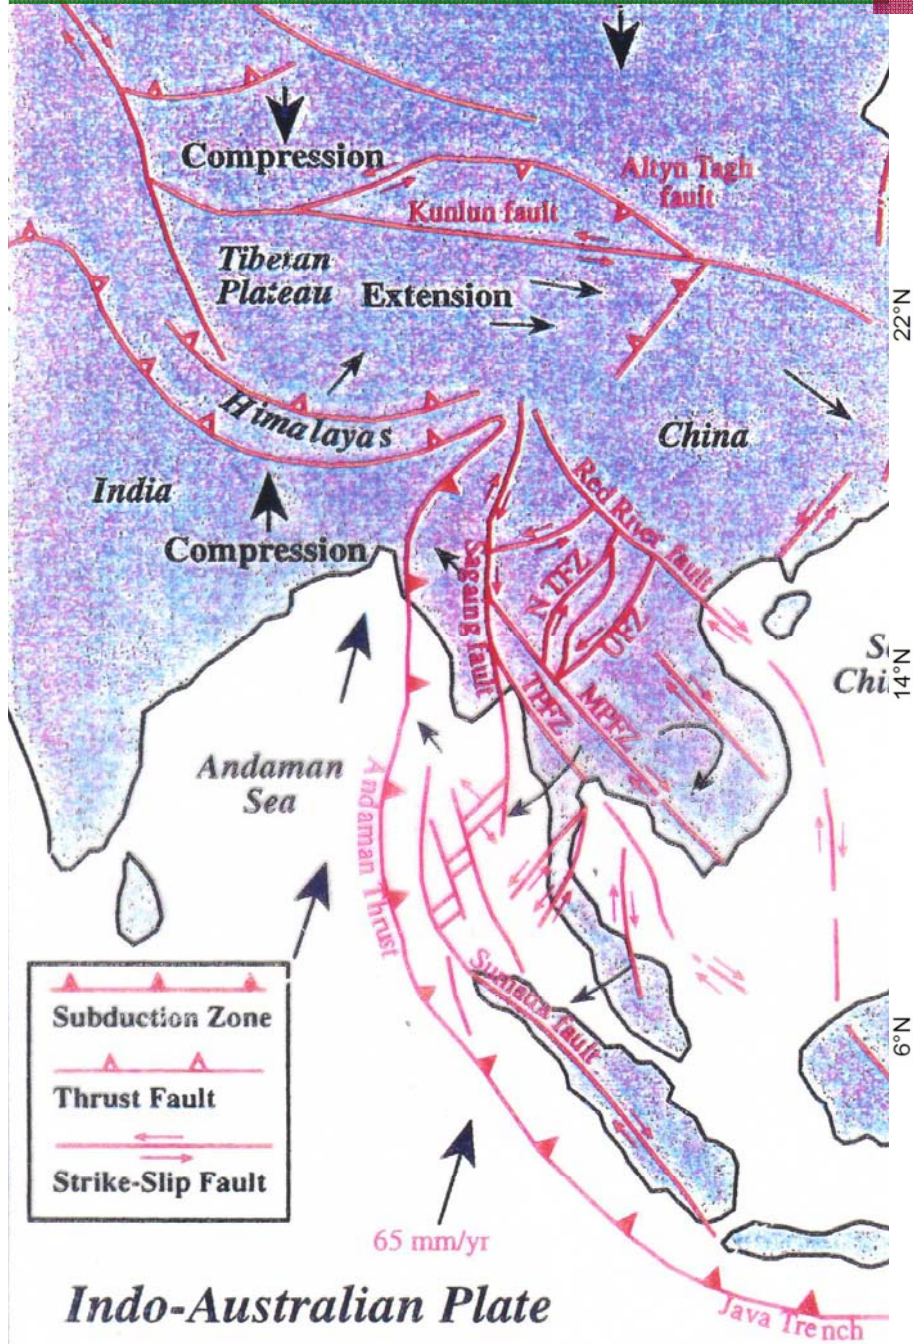 Compression
Altyn Tagh
fault
Kunlun fault
Tibetan
Plateau
Extension
22°N
Himalayas
China
India
Red River fault
Compression
Sagaing fault
N TFZ
UFZ
14°N
TPFZ
MPFZ
Andaman
Sea
Andaman Thrust
Sumatra fault
Subduction Zone
6°N
Thrust Fault
Strike-Slip Fault
65 mm/yr
Indo-Australian Plate
Java Trench